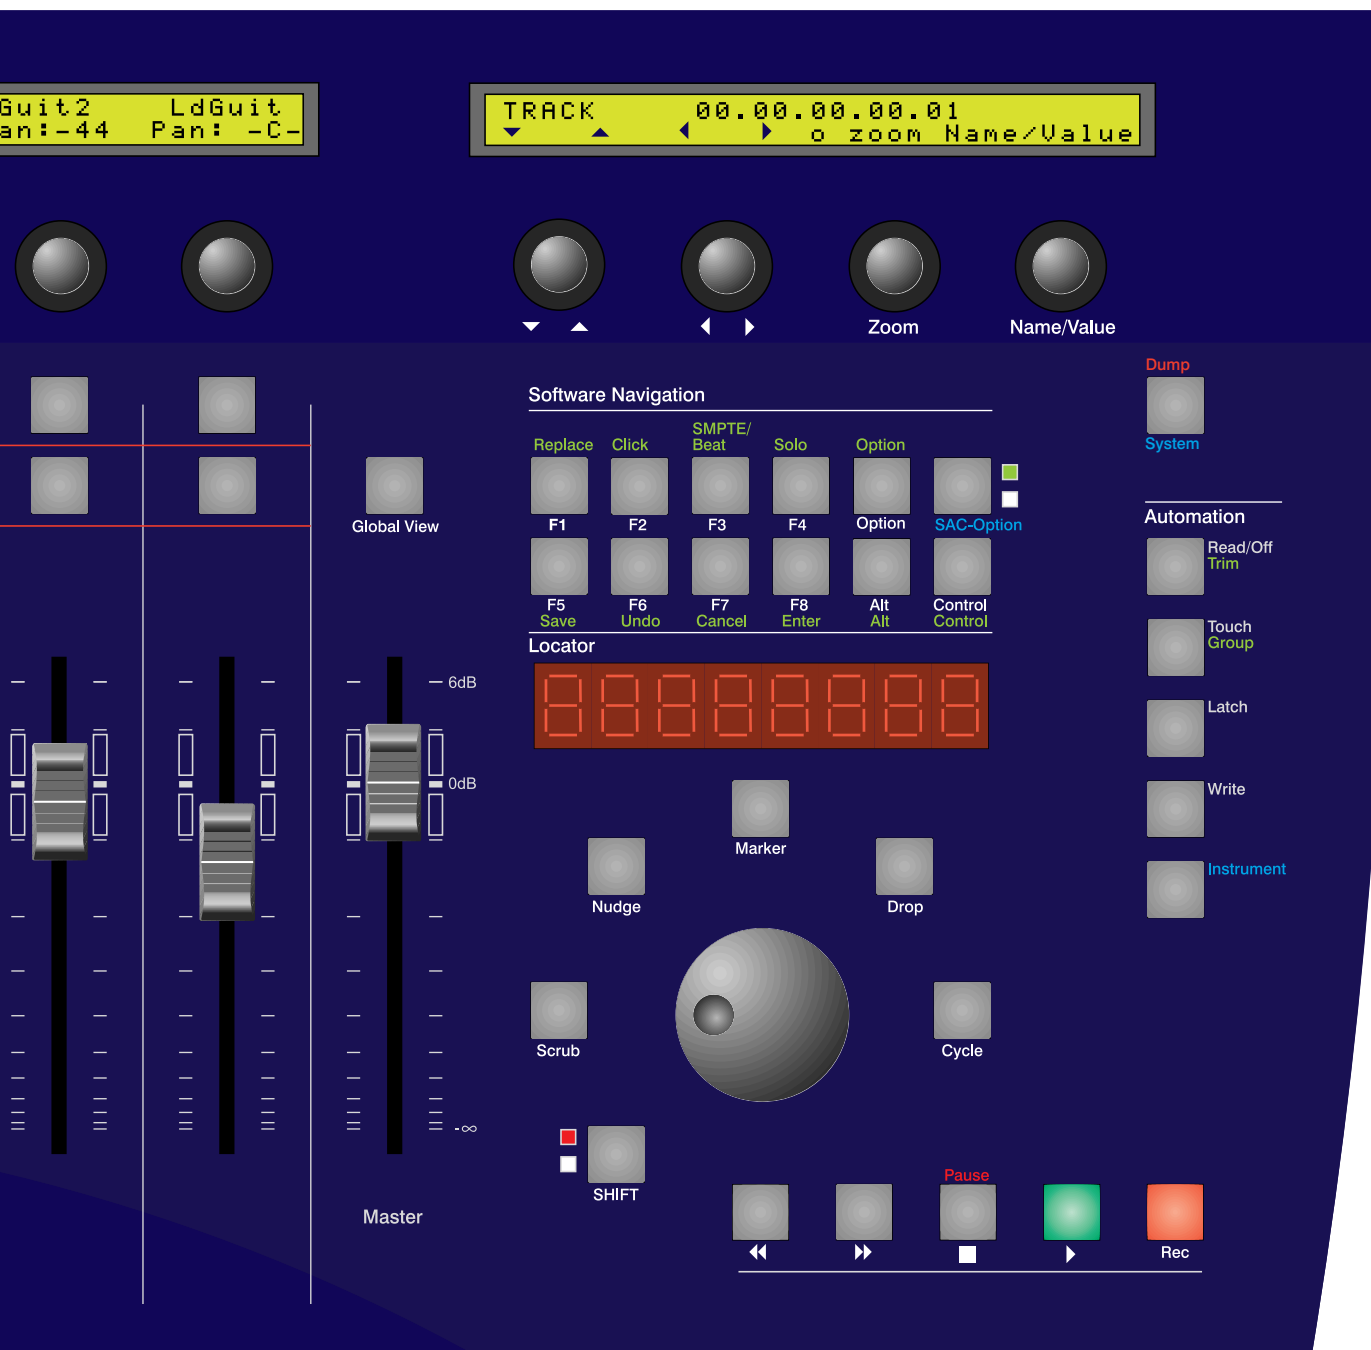 Guit2 LdGuit
an:-44 Pan: -C-
TRACK 00.00.00.00.01
o zoom Name/Value
Zoom Name/Value
Dump
System
Software Navigation
Replace Click SMPTE/
Beat Solo Option
F1 F2 F3 F4 Option SAC-Option
Global View
F5 F6 F7 F8 Alt Control
Save Undo Cancel Enter Alt Control
Automation
Read/Off
Trim
Touch
Group
Latch
Write
Instrument
Locator
88888888
6dB
0dB
-∞
Master
Marker
Nudge Drop
Scrub Cycle
SHIFT
Pause
Rec